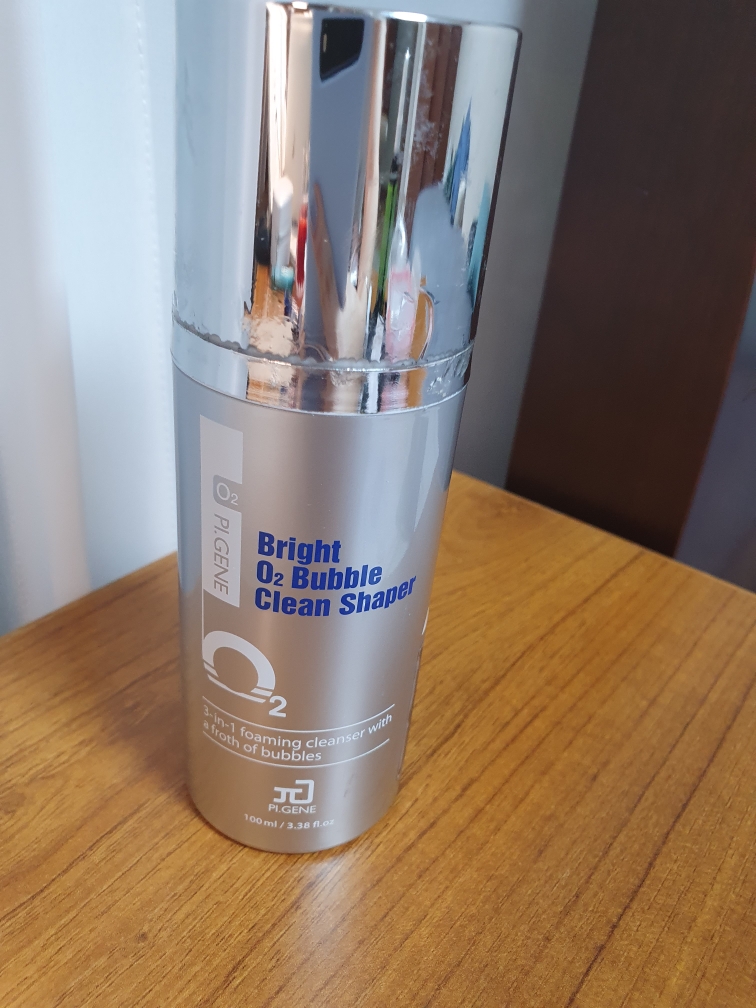 O2 PI.GENE
Bright
O2 Bubble
Clean Shaper
O2
3-in-1 foaming cleanser with
a froth of bubbles
PI.GENE
100 ml / 3.38 fl.oz